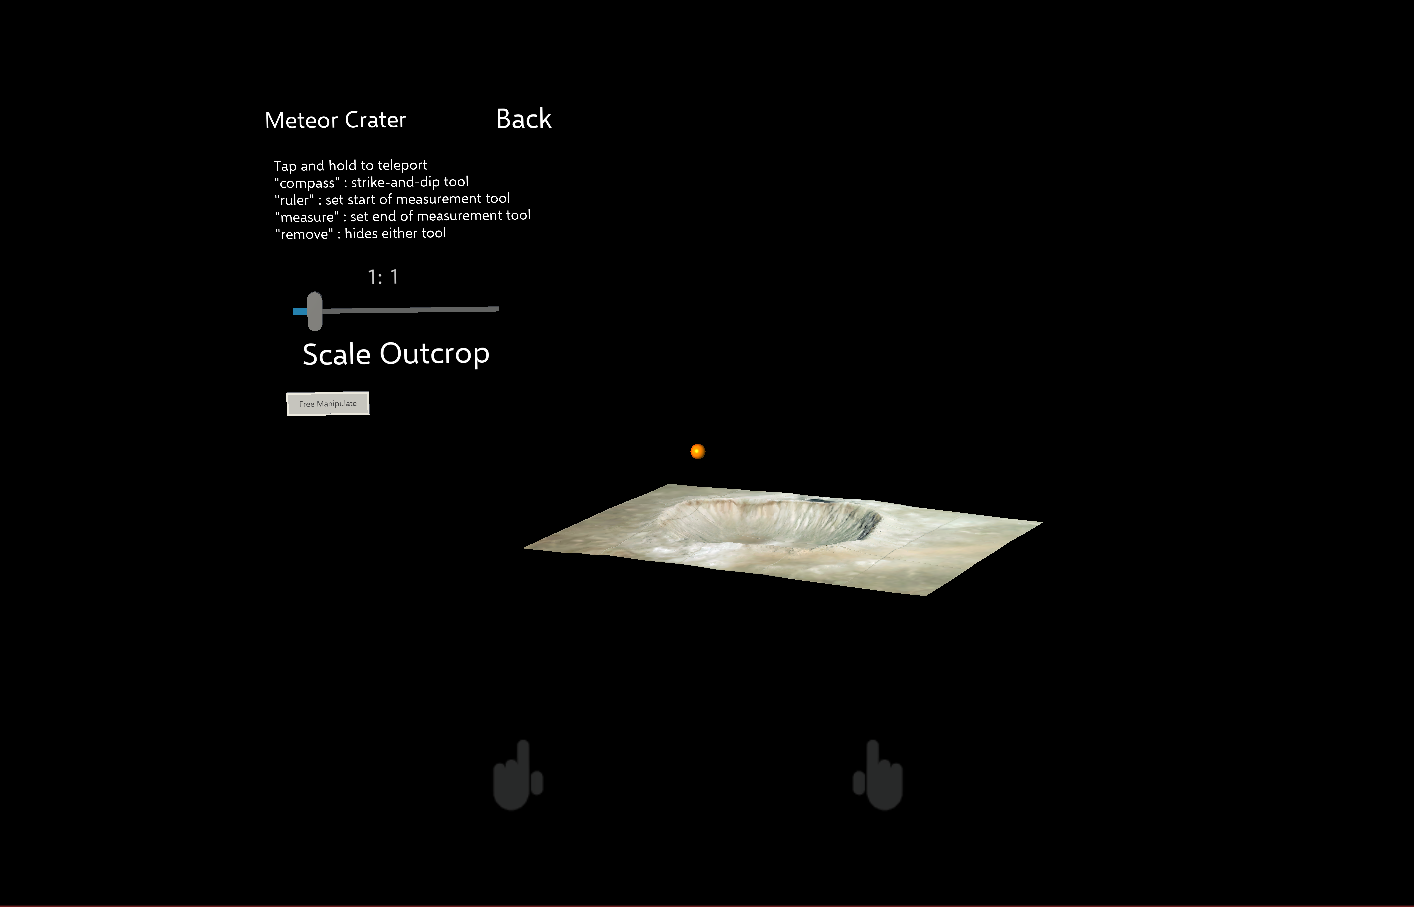 Meteor Crater
Back
Tap and hold to teleport
"compass" : strike-and-dip tool
"ruler" : set start of measurement tool
"measure" : set end of measurement tool
"remove" : hides either tool
1: 1
Scale Outcrop
Free Manipulate